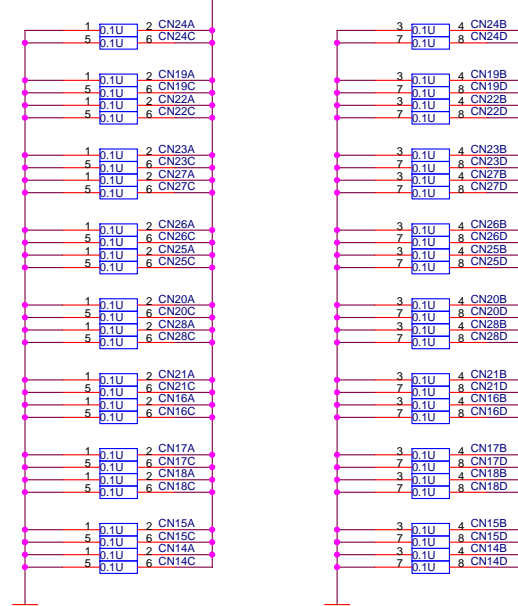 1 0.1U 2 CN24A 3 0.1U 4 CN24B
5 0.1U 6 CN24C 7 0.1U 8 CN24D
1 0.1U 2 CN19A 3 0.1U 4 CN19B
5 0.1U 6 CN19C 7 0.1U 8 CN19D
1 0.1U 2 CN22A 3 0.1U 4 CN22B
5 0.1U 6 CN22C 7 0.1U 8 CN22D
1 0.1U 2 CN23A 3 0.1U 4 CN23B
5 0.1U 6 CN23C 7 0.1U 8 CN23D
1 0.1U 2 CN27A 3 0.1U 4 CN27B
5 0.1U 6 CN27C 7 0.1U 8 CN27D
1 0.1U 2 CN26A 3 0.1U 4 CN26B
5 0.1U 6 CN26C 7 0.1U 8 CN26D
1 0.1U 2 CN25A 3 0.1U 4 CN25B
5 0.1U 6 CN25C 7 0.1U 8 CN25D
1 0.1U 2 CN20A 3 0.1U 4 CN20B
5 0.1U 6 CN20C 7 0.1U 8 CN20D
1 0.1U 2 CN28A 3 0.1U 4 CN28B
5 0.1U 6 CN28C 7 0.1U 8 CN28D
1 0.1U 2 CN21A 3 0.1U 4 CN21B
5 0.1U 6 CN21C 7 0.1U 8 CN21D
1 0.1U 2 CN16A 3 0.1U 4 CN16B
5 0.1U 6 CN16C 7 0.1U 8 CN16D
1 0.1U 2 CN17A 3 0.1U 4 CN17B
5 0.1U 6 CN17C 7 0.1U 8 CN17D
1 0.1U 2 CN18A 3 0.1U 4 CN18B
5 0.1U 6 CN18C 7 0.1U 8 CN18D
1 0.1U 2 CN15A 3 0.1U 4 CN15B
5 0.1U 6 CN15C 7 0.1U 8 CN15D
1 0.1U 2 CN14A 3 0.1U 4 CN14B
5 0.1U 6 CN14C 7 0.1U 8 CN14D